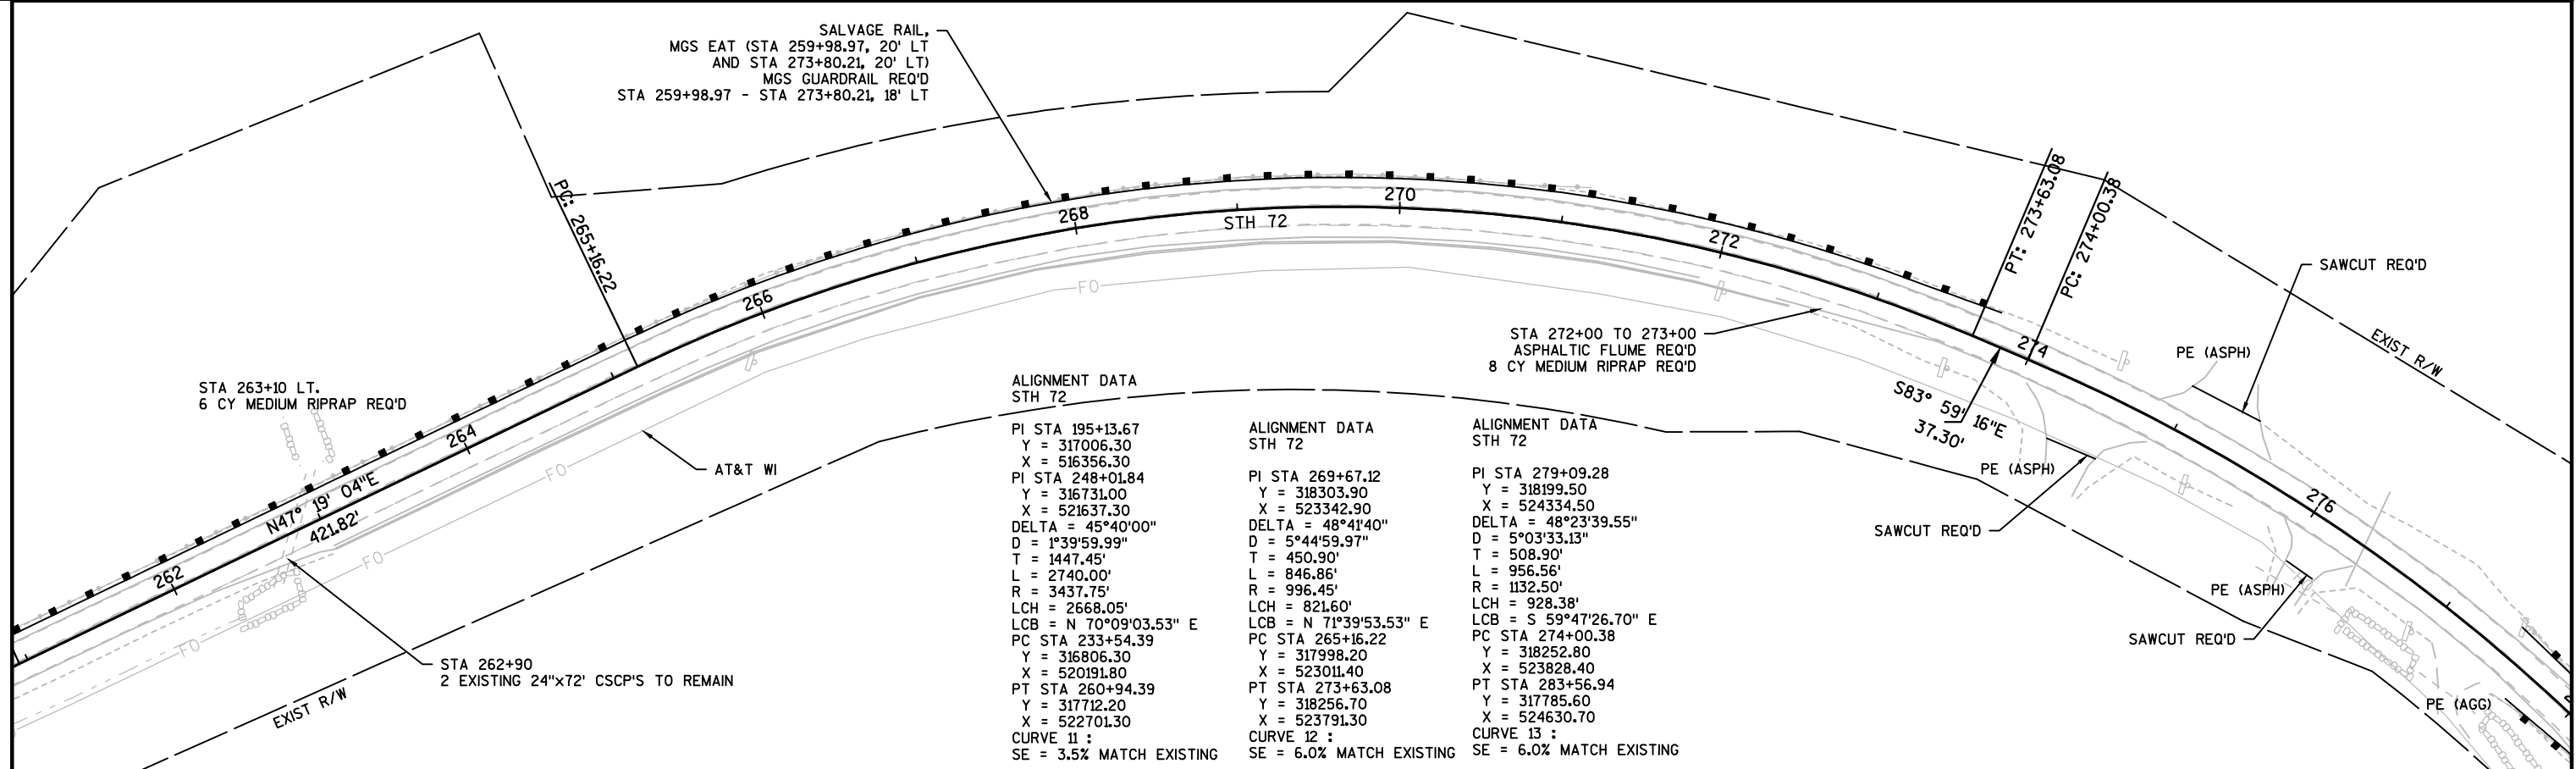 SALVAGE RAIL,
MGS EAT (STA 259+98.97, 20' LT
AND STA 273+80.21, 20' LT)
MGS GUARDRAIL REQ'D
STA 259+98.97 - STA 273+80.21, 18' LT
PC: 265+16.22
268
270
STH 72
272
266
PT: 273+63.08
PC: 274+00.38
274
SAWCUT REQ'D
EXIST R/W
PE (ASPH)
FO
STA 272+00 TO 273+00
ASPHALTIC FLUME REQ'D
8 CY MEDIUM RIPRAP REQ'D
S83° 59' 16"E
37.30'
STA 263+10 LT.
6 CY MEDIUM RIPRAP REQ'D
264
AT&T WI
FO
N47° 19' 04"E
421.82'
262
FO
FO
STA 262+90
2 EXISTING 24"x72' CSCP'S TO REMAIN
EXIST R/W
PE (ASPH)
SAWCUT REQ'D
276
PE (ASPH)
SAWCUT REQ'D
PE (AGG)
ALIGNMENT DATA
STH 72
PI STA 195+13.67
Y = 317006.30
X = 516356.30
PI STA 248+01.84
Y = 316731.00
X = 521637.30
DELTA = 45°40'00"
D = 1°39'59.99"
T = 1447.45'
L = 2740.00'
R = 3437.75'
LCH = 2668.05'
LCB = N 70°09'03.53" E
PC STA 233+54.39
Y = 316806.30
X = 520191.80
PT STA 260+94.39
Y = 317712.20
X = 522701.30
CURVE 11 :
SE = 3.5% MATCH EXISTING
ALIGNMENT DATA
STH 72
PI STA 269+67.12
Y = 318303.90
X = 523342.90
DELTA = 48°41'40"
D = 5°44'59.97"
T = 450.90'
L = 846.86'
R = 996.45'
LCH = 821.60'
LCB = N 71°39'53.53" E
PC STA 265+16.22
Y = 317998.20
X = 523011.40
PT STA 273+63.08
Y = 318256.70
X = 523791.30
CURVE 12 :
SE = 6.0% MATCH EXISTING
ALIGNMENT DATA
STH 72
PI STA 279+09.28
Y = 318199.50
X = 524334.50
DELTA = 48°23'39.55"
D = 5°03'33.13"
T = 508.90'
L = 956.56'
R = 1132.50'
LCH = 928.38'
LCB = S 59°47'26.70" E
PC STA 274+00.38
Y = 318252.80
X = 523828.40
PT STA 283+56.94
Y = 317785.60
X = 524630.70
CURVE 13 :
SE = 6.0% MATCH EXISTING